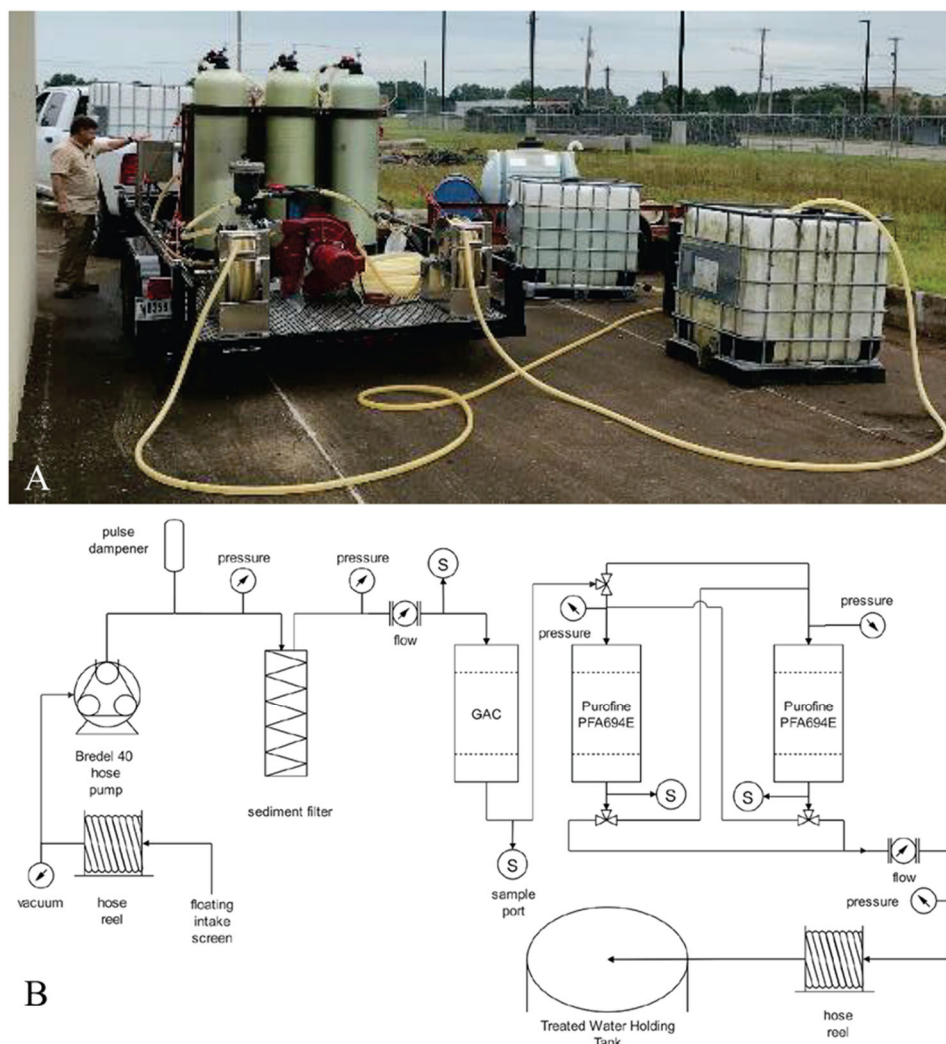 A
pulse
dampener
pressure
pressure
S
flow
pressure
pressure
GAC
Purofine
PFA694E
Purofine
PFA694E
Bredel 40
hose
pump
sediment filter
S
S
S
sample
port
vacuum
hose
reel
floating
intake
screen
flow
pressure
B
Treated Water Holding
Tank
hose
reel